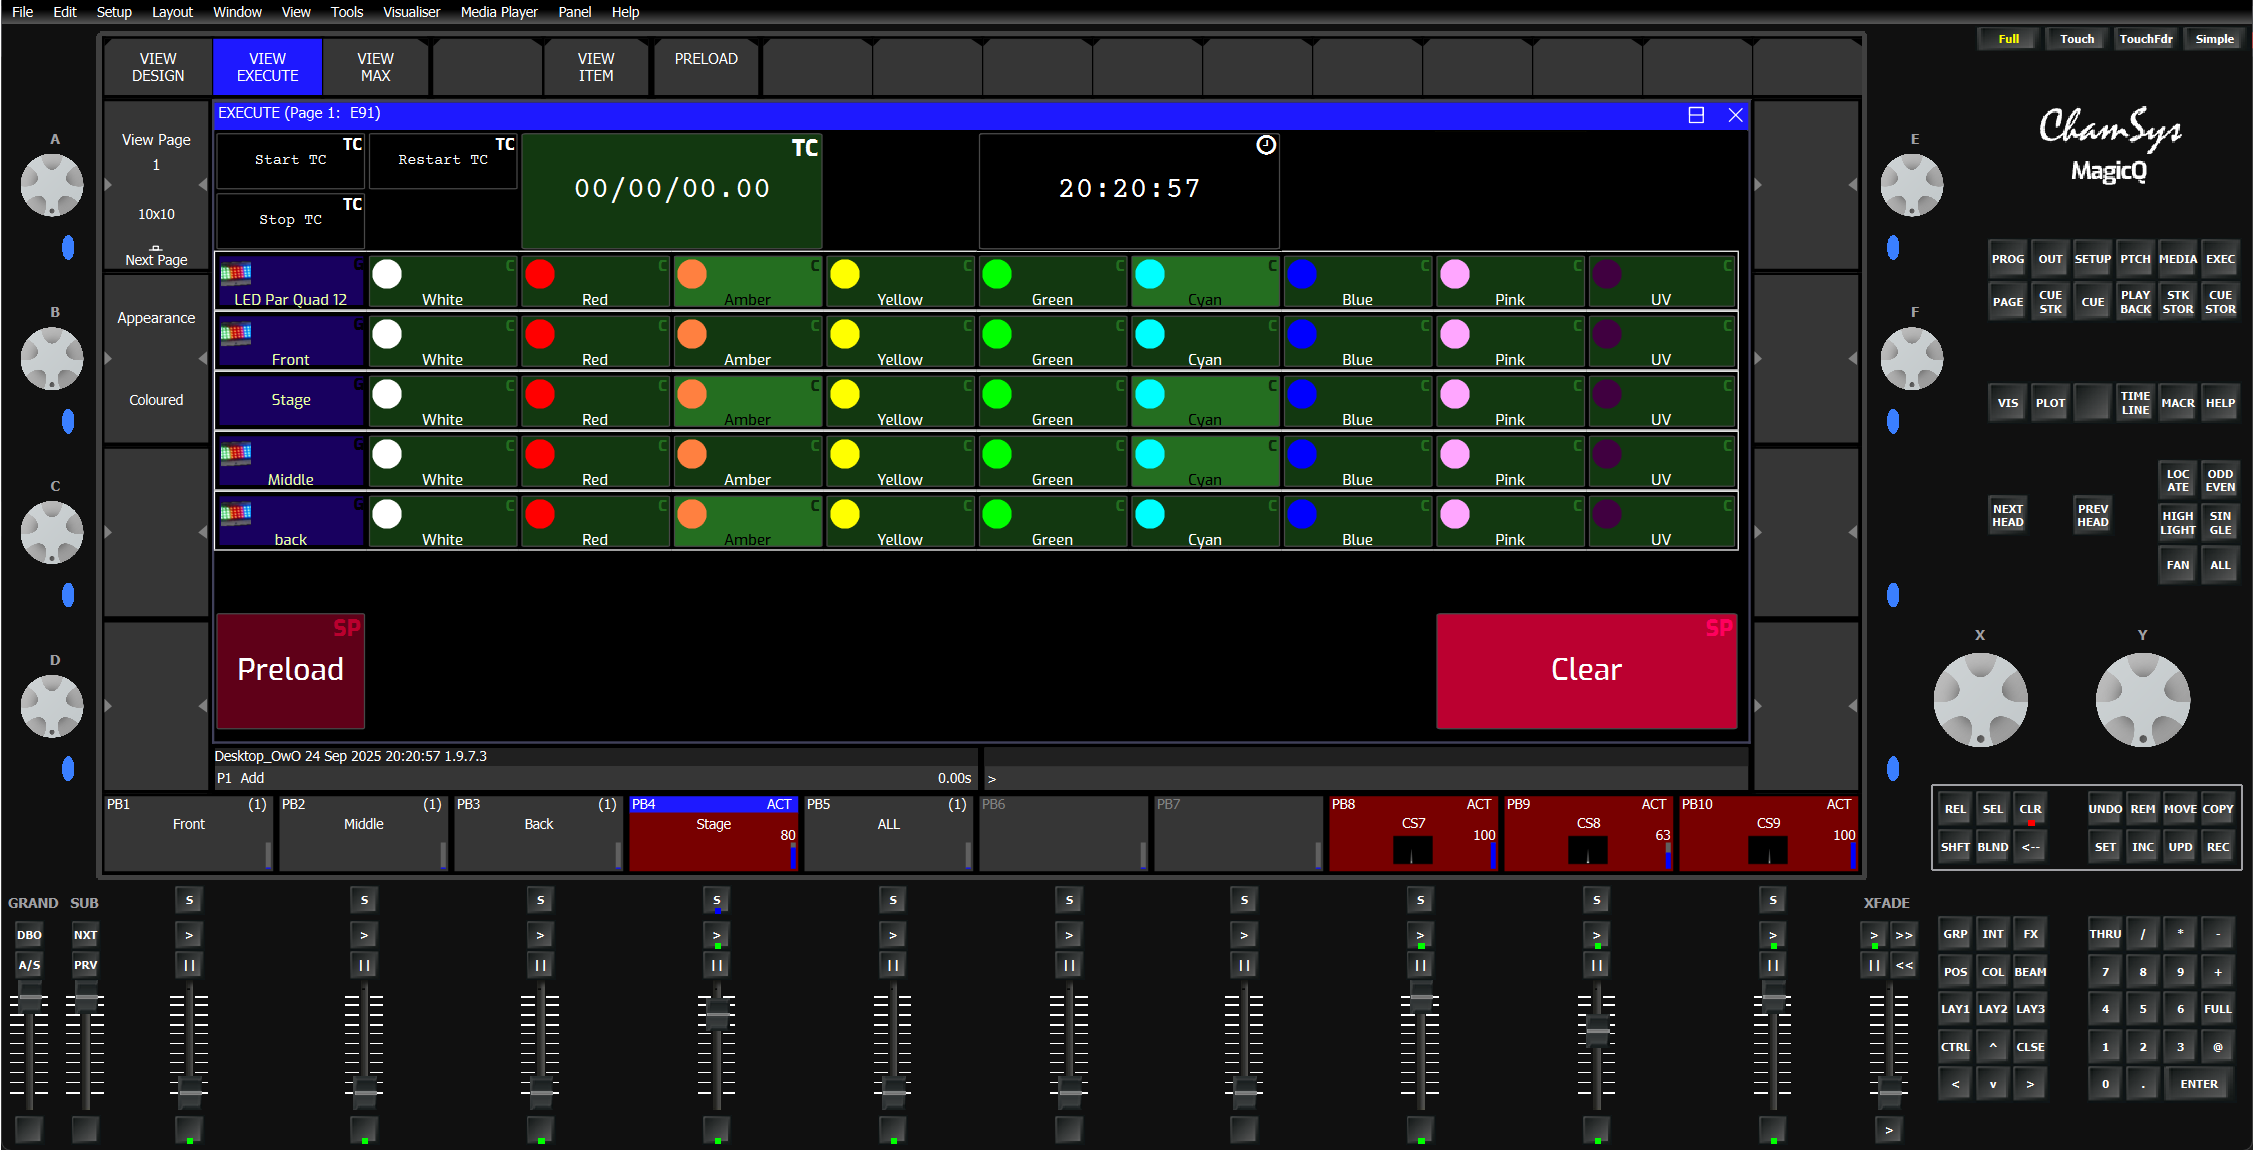 File Edit Setup Layout Window View Tools Visualiser Media Player Panel Help
Full Touch TouchFdr Simple
VIEW DESIGN VIEW EXECUTE VIEW MAX VIEW ITEM PRELOAD
EXECUTE (Page 1: E91)
View Page
1
10x10
Next Page
Appearance
Coloured
A
B
C
D
Start TC TC
Restart TC TC
Stop TC TC
00/00/00.00 TC
20:20:57
LED Par Quad 12 G White C Red C Amber C Yellow C Green C Cyan C Blue C Pink C UV C
Front G White C Red C Amber C Yellow C Green C Cyan C Blue C Pink C UV C
Stage G White C Red C Amber C Yellow C Green C Cyan C Blue C Pink C UV C
Middle G White C Red C Amber C Yellow C Green C Cyan C Blue C Pink C UV C
back G White C Red C Amber C Yellow C Green C Cyan C Blue C Pink C UV C
Preload SP
Clear SP
Desktop_OwO 24 Sep 2025 20:20:57 1.9.7.3
P1 Add 0.00s >
PB1 (1) PB2 (1) PB3 (1) PB4 ACT PB5 (1) PB6 PB7 PB8 ACT PB9 ACT PB10 ACT
Front Middle Back Stage ALL CS7 CS8 CS9
80 100 63 100
E
F
ChamSys
MagicQ
PROG OUT SETUP PTCH MEDIA EXEC
PAGE CUE STK CUE PLAY BACK STK STOR CUE STOR
VIS PLOT TIME LINE MACR HELP
LOC ATE ODD EVEN
NEXT HEAD PREV HEAD HIGH LIGHT SIN GLE
FAN ALL
X Y
REL SEL CLR UNDO REM MOVE COPY
SHFT BLND <-- SET INC UPD REC
GRAND SUB S S S S S S S S S S XFADE
DBO NXT > > > > > > > > > > > >>
A/S PRV II II II II II II II II II II II <<
>
GRP INT FX THRU / * -
POS COL BEAM 7 8 9 +
LAY1 LAY2 LAY3 4 5 6 FULL
CTRL ^ CLSE 1 2 3 @
< v > 0 . ENTER